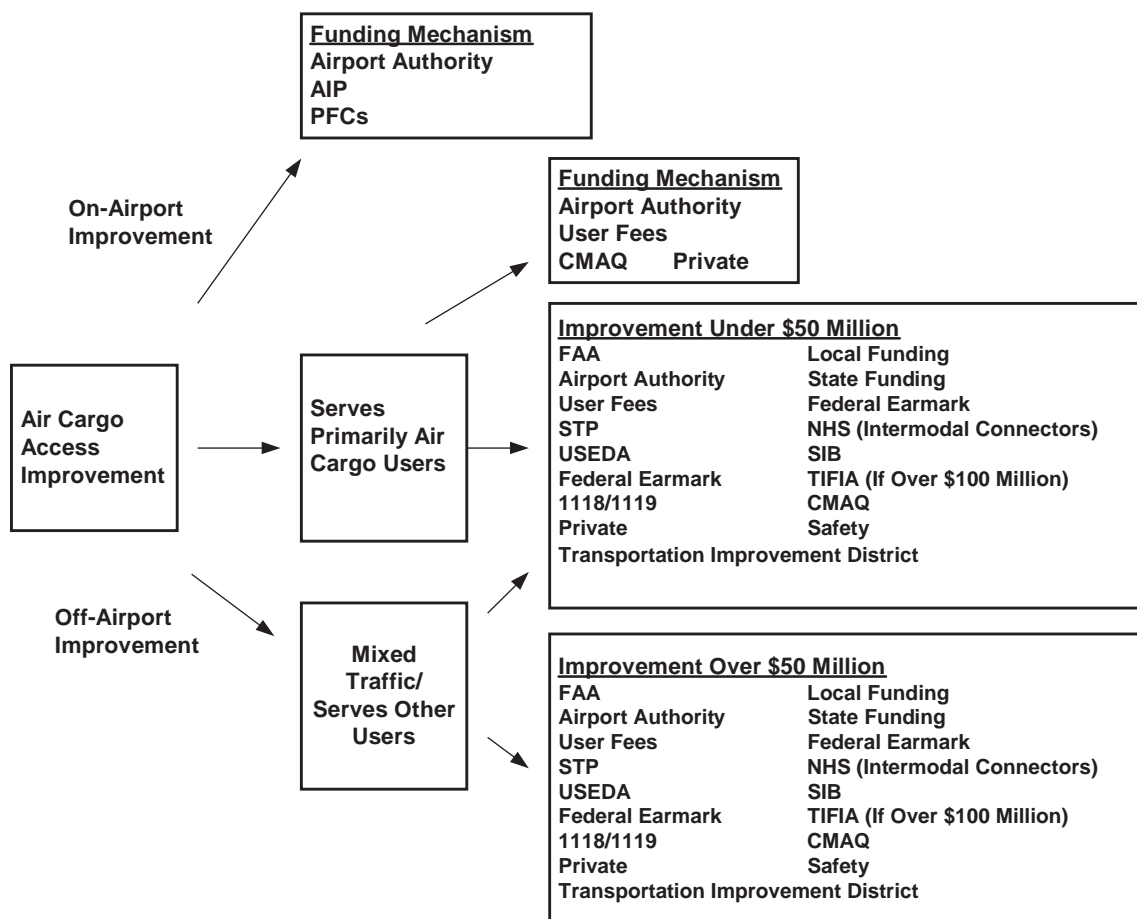 Funding Mechanism
Airport Authority
AIP
PFCs
On-Airport
Improvement
Funding Mechanism
Airport Authority
User Fees
CMAQ Private
Air Cargo
Access
Improvement
Serves
Primarily Air
Cargo Users
Improvement Under $50 Million
FAA Local Funding
Airport Authority State Funding
User Fees Federal Earmark
STP NHS (Intermodal Connectors)
USEDA SIB
Federal Earmark TIFIA (If Over $100 Million)
1118/1119 CMAQ
Private Safety
Transportation Improvement District
Off-Airport
Improvement
Mixed
Traffic/
Serves Other
Users
Improvement Over $50 Million
FAA Local Funding
Airport Authority State Funding
User Fees Federal Earmark
STP NHS (Intermodal Connectors)
USEDA SIB
Federal Earmark TIFIA (If Over $100 Million)
1118/1119 CMAQ
Private Safety
Transportation Improvement District